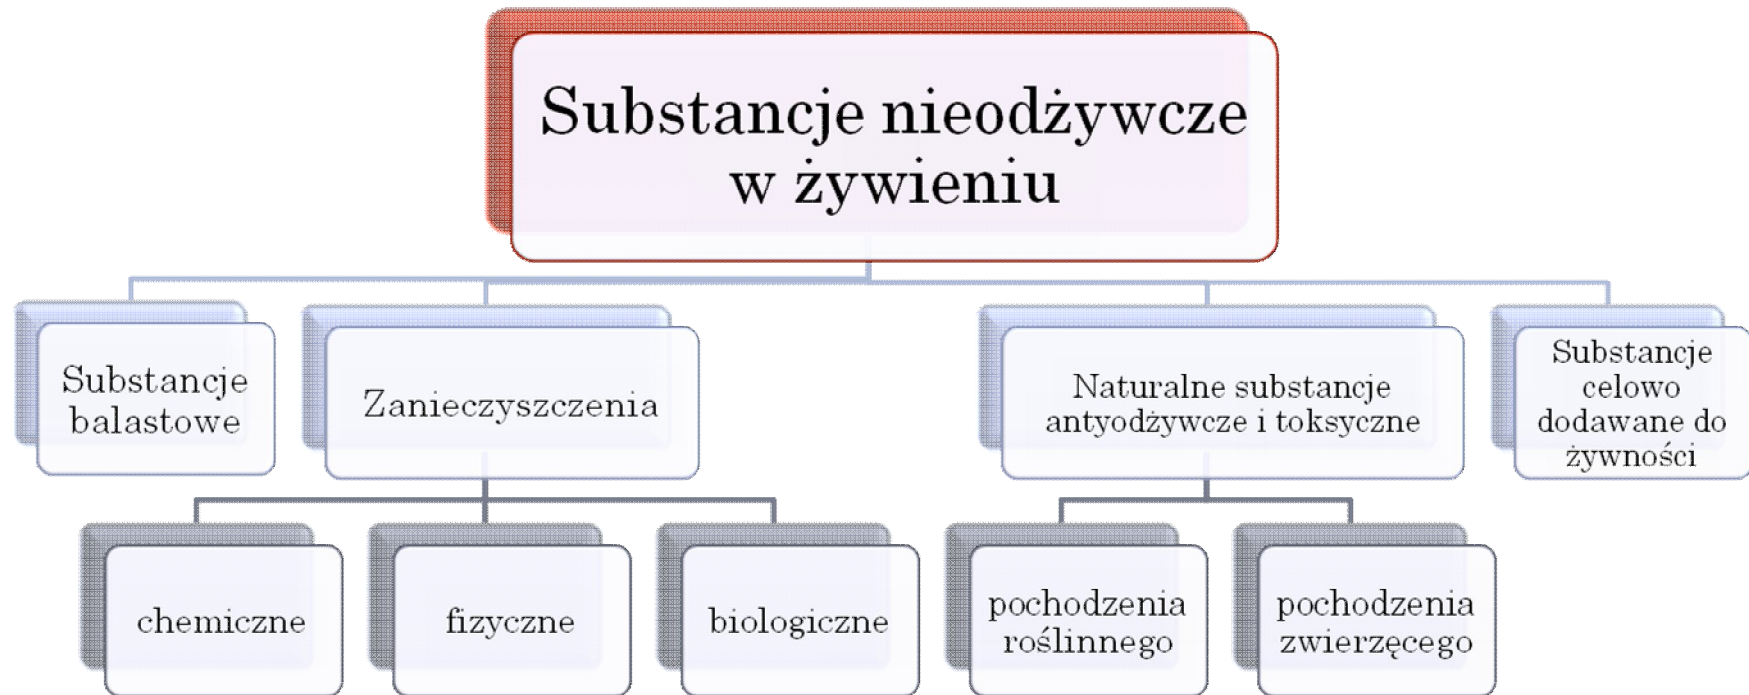 Substancje nieodżywcze
w żywieniu
Substancje
balastowe
Zanieczyszczenia
Naturalne substancje
antyodżywcze i toksyczne
Substancje
celowo
dodawane do
żywności
chemiczne
fizyczne
biologiczne
pochodzenia
roślinnego
pochodzenia
zwierzęcego